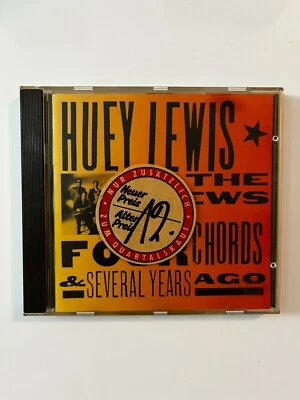 HUEY LEWIS
THE
EWS
NUR ZUSÄTZLICH
Neuer
Preis
Alter
Preis
ZUM QUARTALSKAUF
FO CHORDS
& SEVERAL YEARS AGO